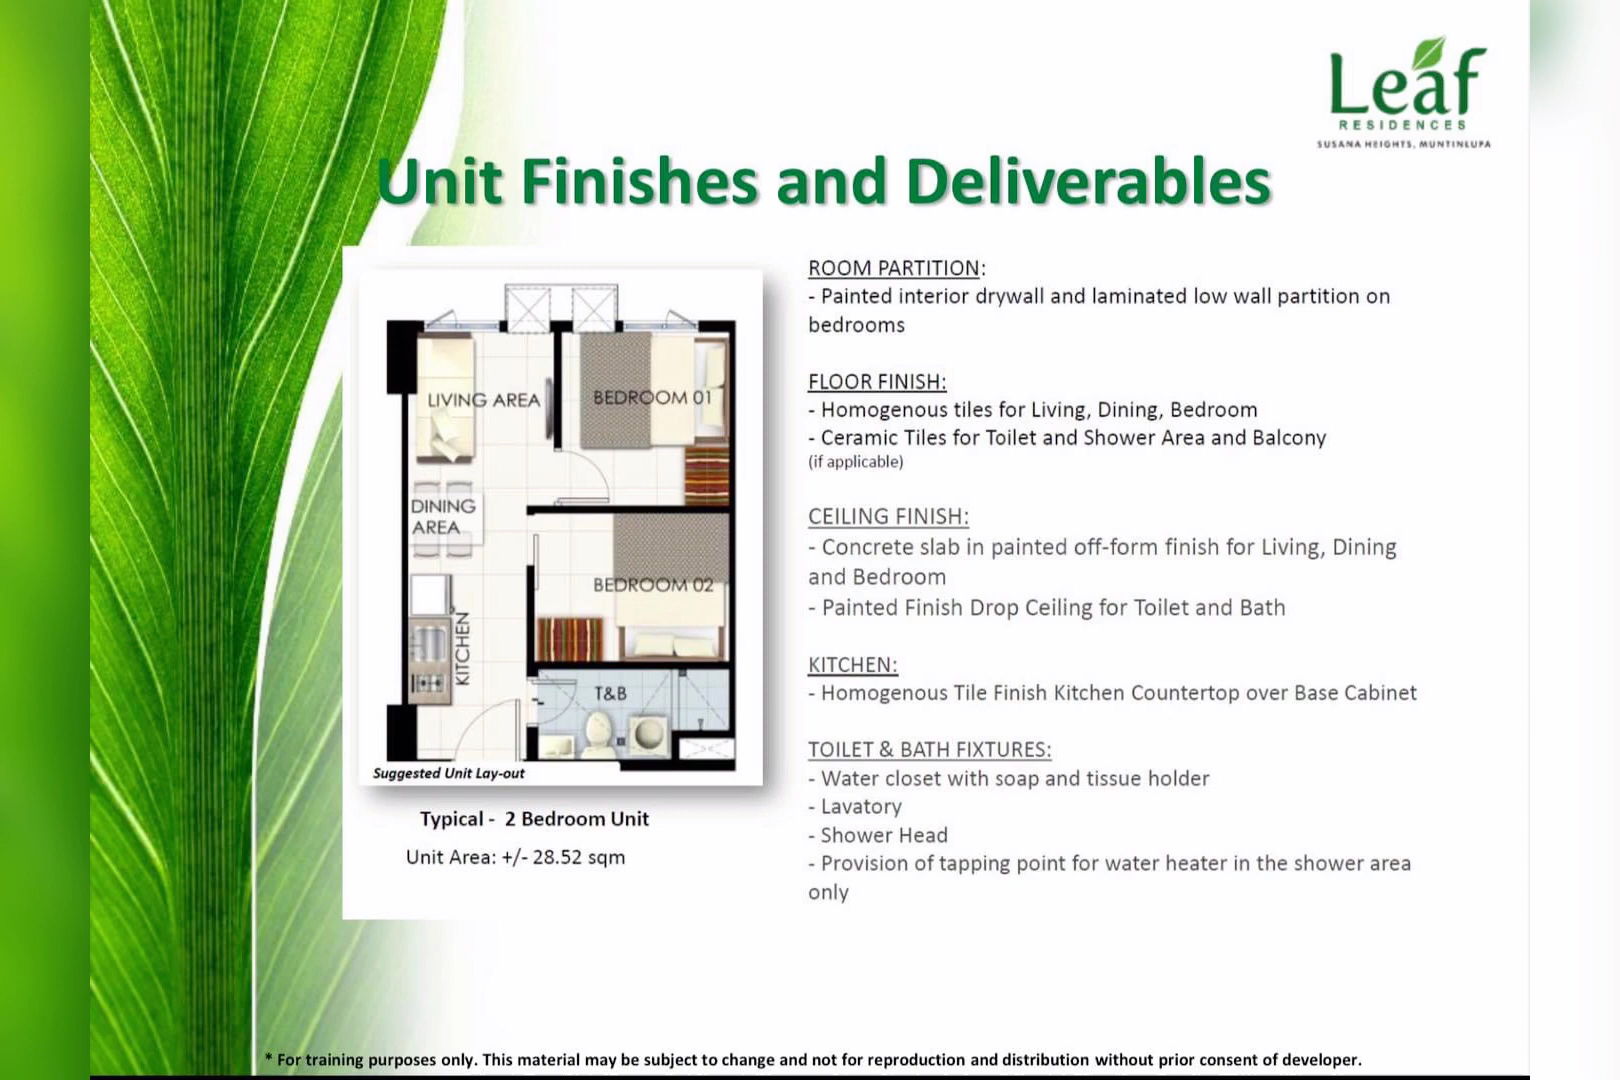 Leaf
RESIDENCES
SUSANA HEIGHTS, MUNTINLUPA
Unit Finishes and Deliverables
LIVING AREA
BEDROOM 01
DINING
AREA
BEDROOM 02
KITCHEN
T&B
Suggested Unit Lay-out
Typical - 2 Bedroom Unit
Unit Area: +/- 28.52 sqm
ROOM PARTITION:
- Painted interior drywall and laminated low wall partition on
bedrooms
FLOOR FINISH:
- Homogenous tiles for Living, Dining, Bedroom
- Ceramic Tiles for Toilet and Shower Area and Balcony
(if applicable)
CEILING FINISH:
- Concrete slab in painted off-form finish for Living, Dining
and Bedroom
- Painted Finish Drop Ceiling for Toilet and Bath
KITCHEN:
- Homogenous Tile Finish Kitchen Countertop over Base Cabinet
TOILET & BATH FIXTURES:
- Water closet with soap and tissue holder
- Lavatory
- Shower Head
- Provision of tapping point for water heater in the shower area
only
* For training purposes only. This material may be subject to change and not for reproduction and distribution without prior consent of developer.